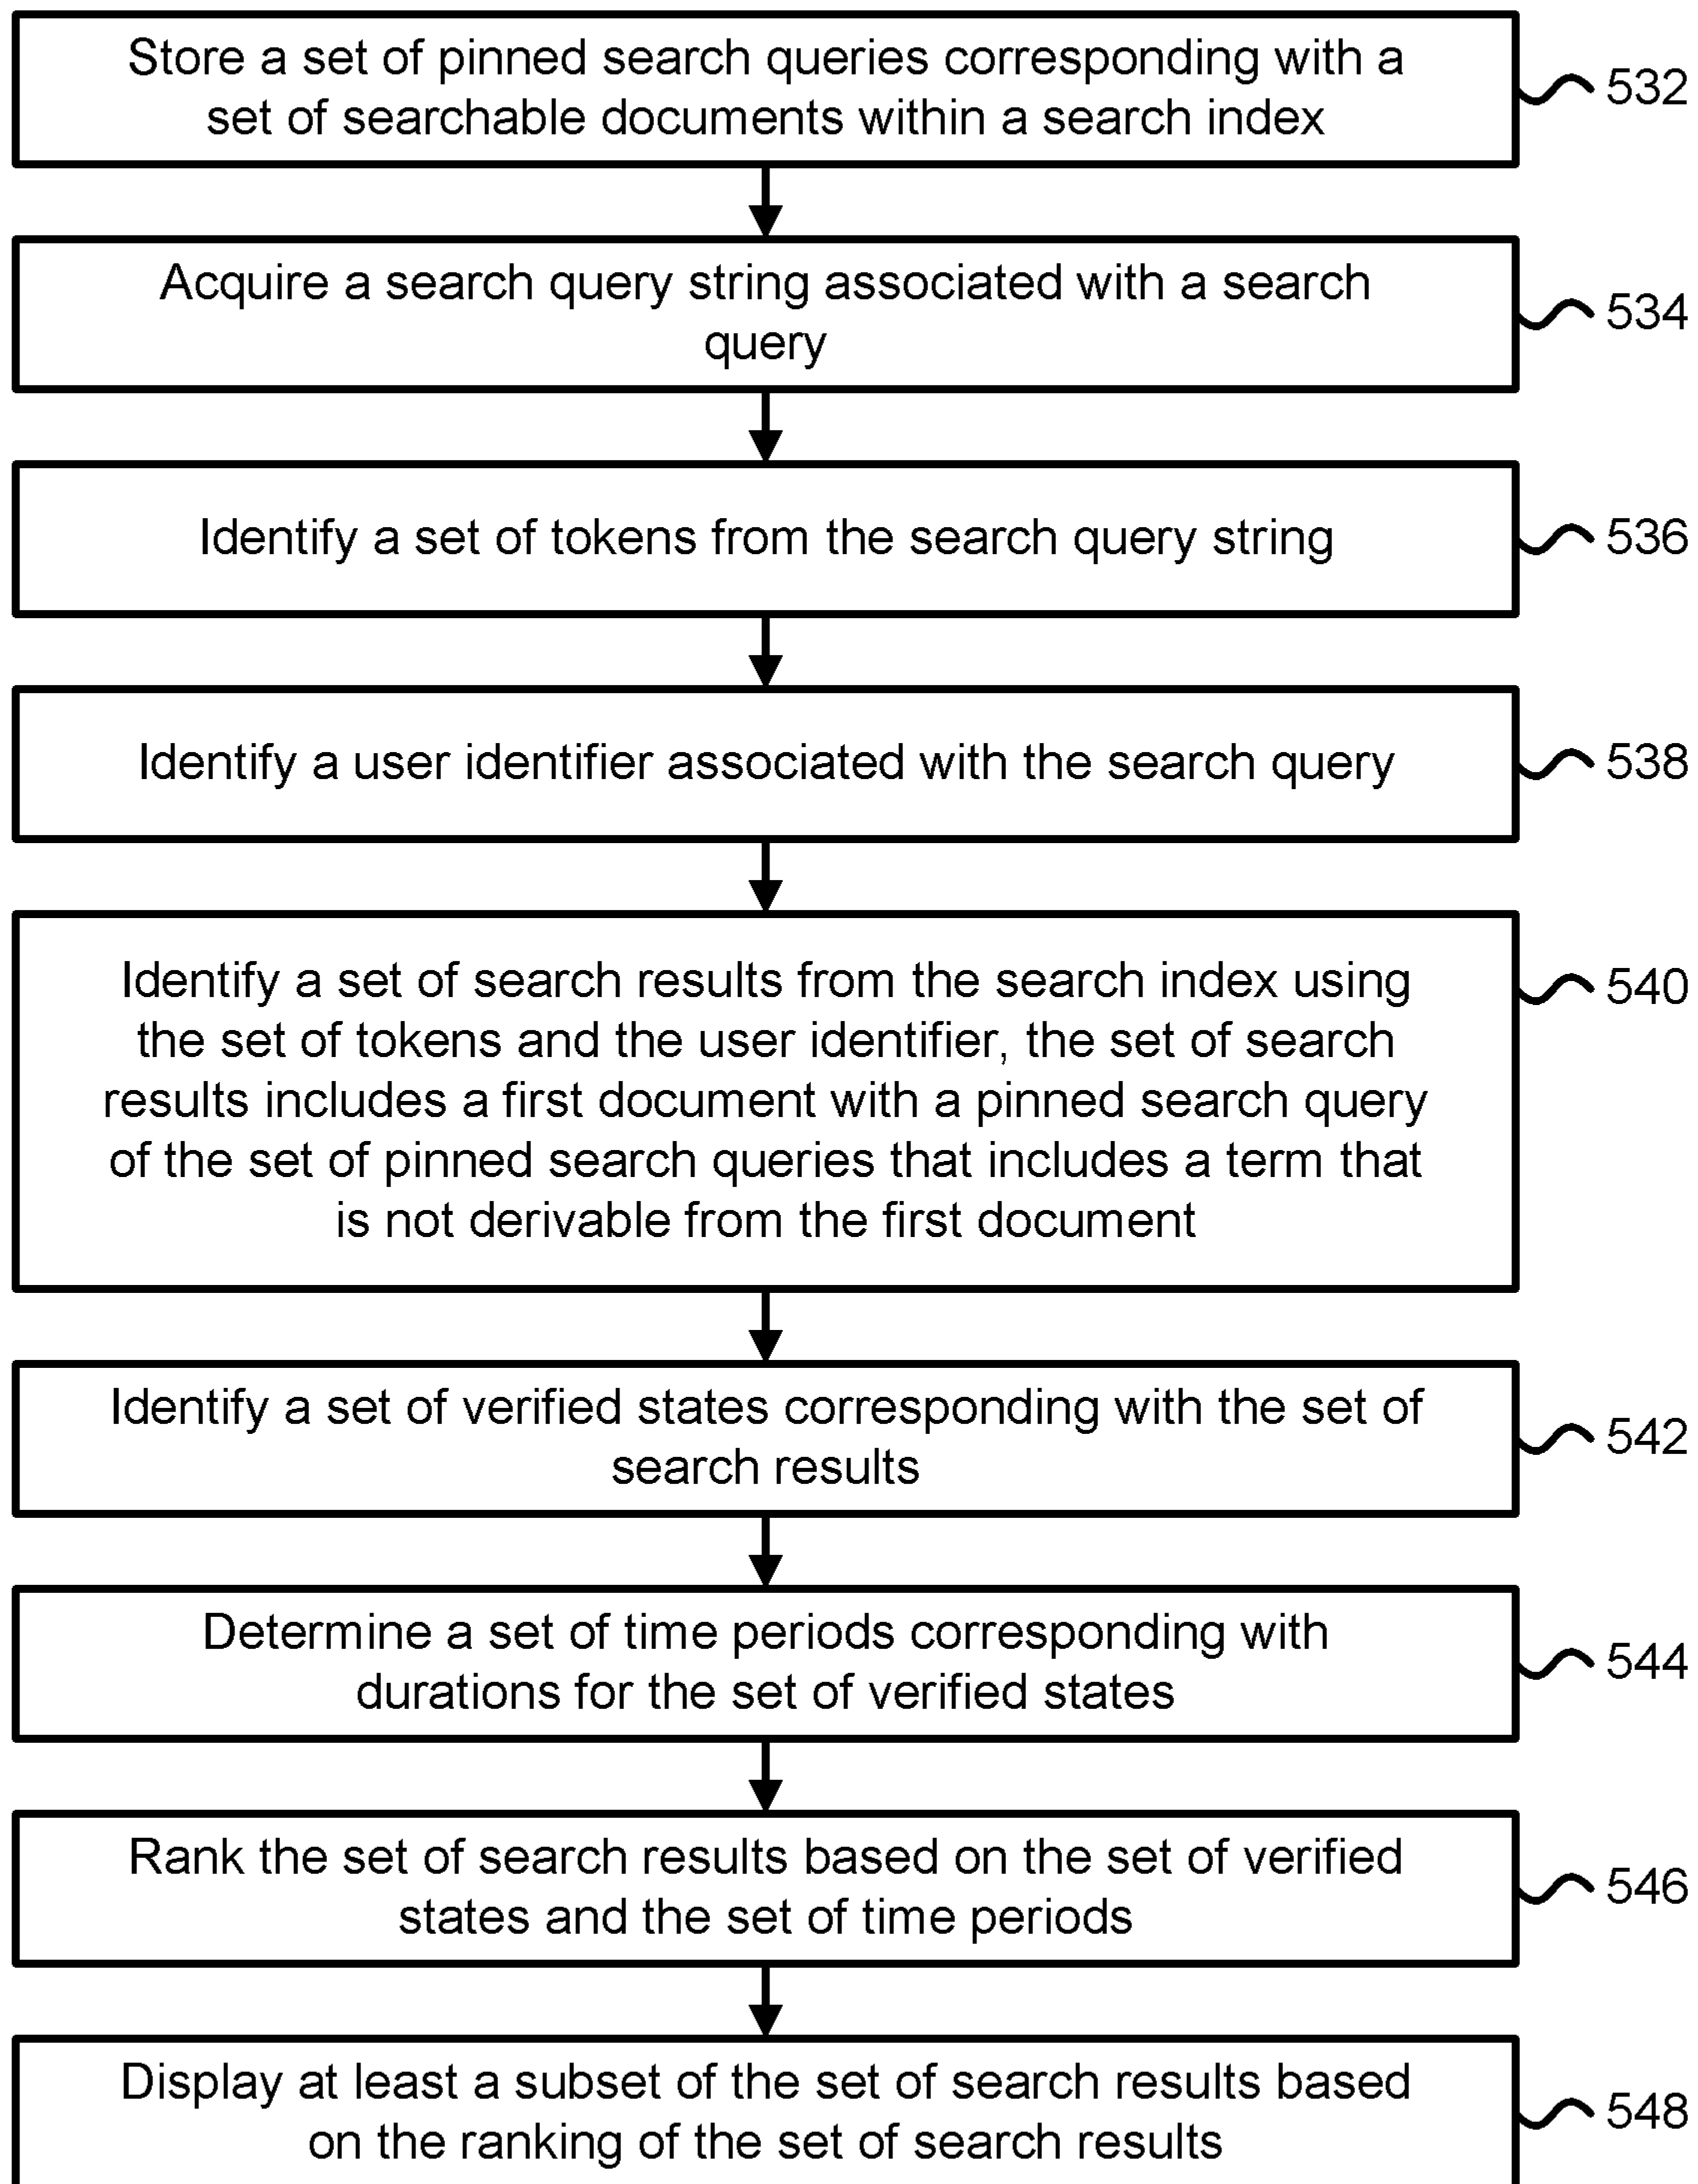 Store a set of pinned search queries corresponding with a
set of searchable documents within a search index
532
Acquire a search query string associated with a search
query
534
Identify a set of tokens from the search query string
536
Identify a user identifier associated with the search query
538
Identify a set of search results from the search index using
the set of tokens and the user identifier, the set of search
results includes a first document with a pinned search query
of the set of pinned search queries that includes a term that
is not derivable from the first document
540
Identify a set of verified states corresponding with the set of
search results
542
Determine a set of time periods corresponding with
durations for the set of verified states
544
Rank the set of search results based on the set of verified
states and the set of time periods
546
Display at least a subset of the set of search results based
on the ranking of the set of search results
548